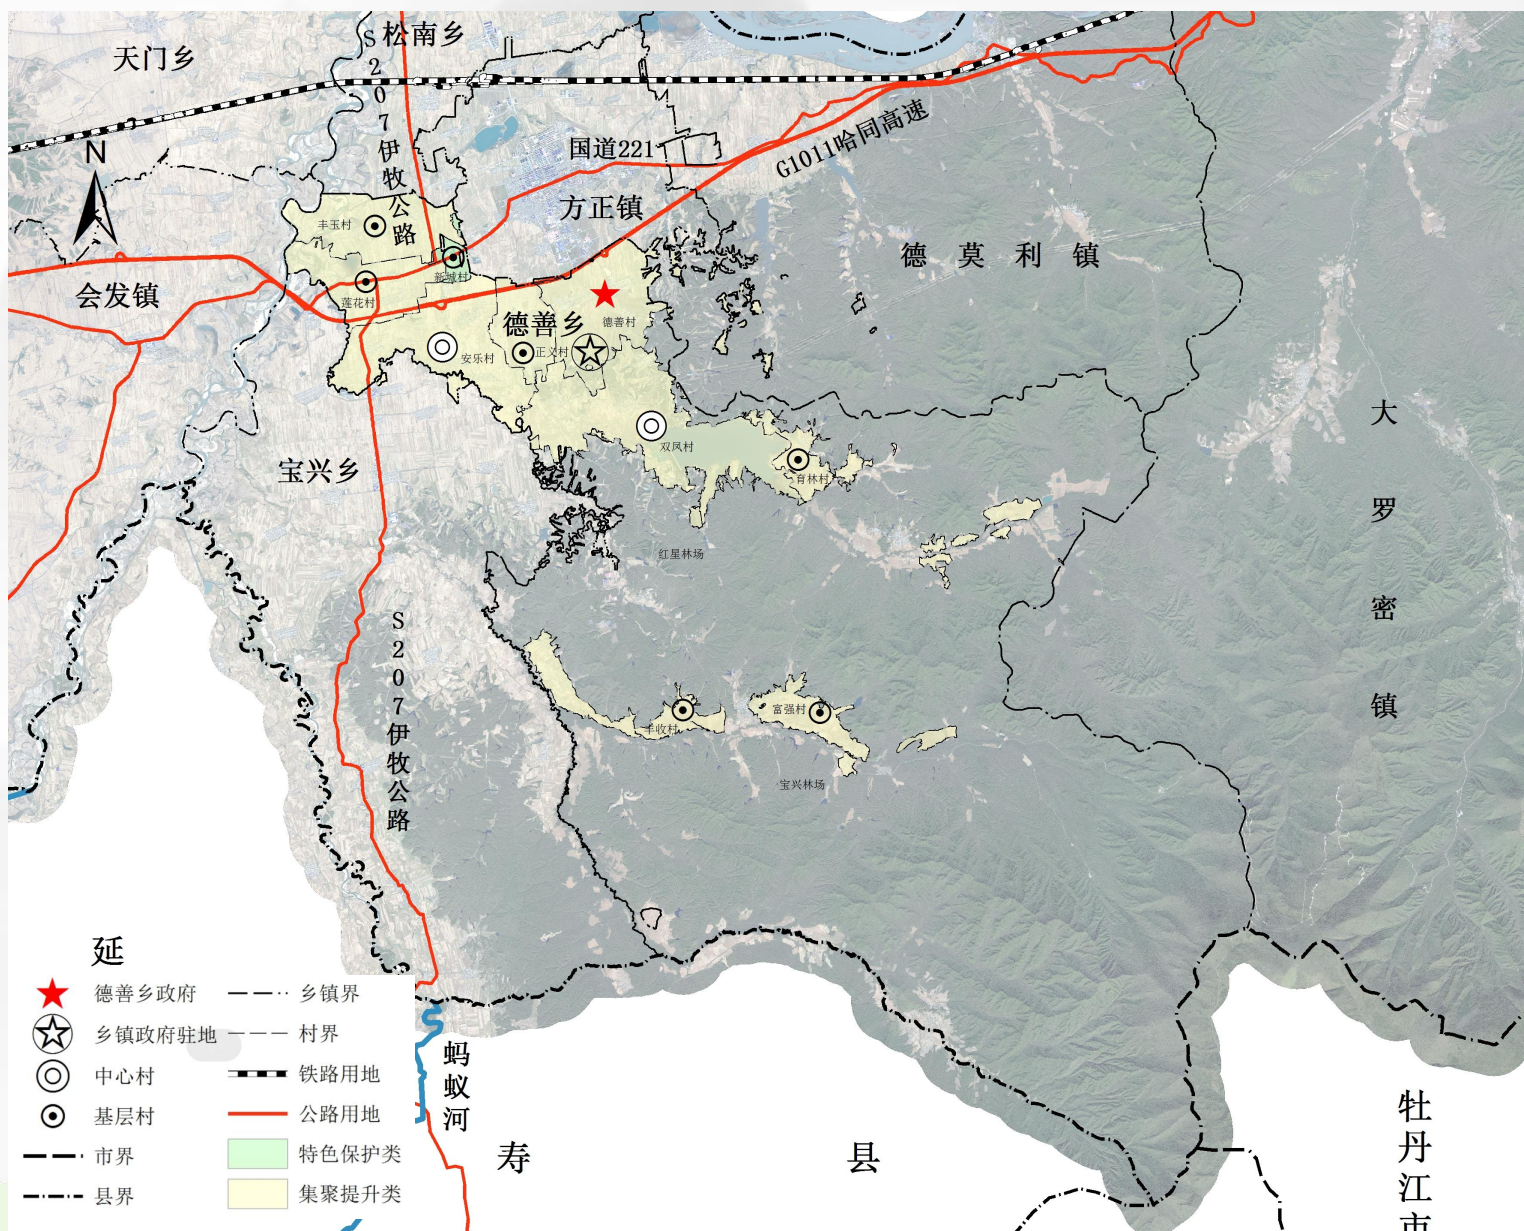 天门乡
松南乡
S207伊牧公路
N
国道221
G1011哈同高速
方正镇
丰玉村
新城村
德莫利镇
会发镇
莲花村
德善乡
德善村
安乐村
正义村
大罗密镇
双凤村
宝兴乡
育林村
红星林场
S207伊牧公路
富强村
丰收村
宝兴林场
延
德善乡政府
乡镇界
乡镇政府驻地
村界
中心村
铁路用地
基层村
公路用地
市界
特色保护类
县界
集聚提升类
蚂蚁河
寿
县
牡丹江市